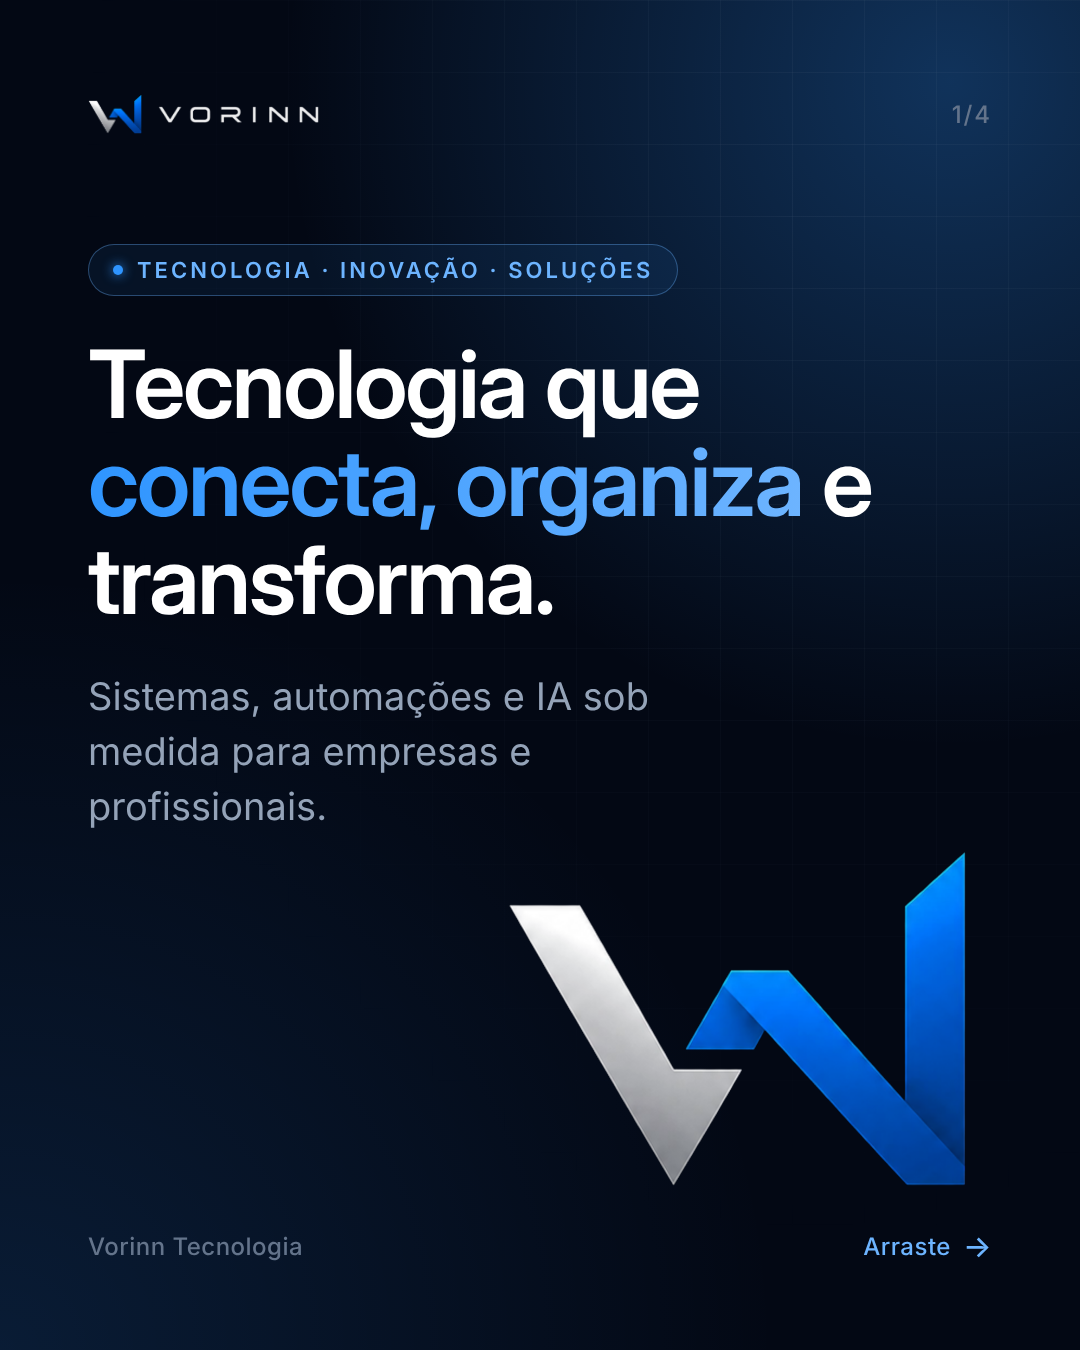 VORINN
1/4
TECNOLOGIA · INOVAÇÃO · SOLUÇÕES
Tecnologia que
conecta, organiza e
transforma.
Sistemas, automações e IA sob
medida para empresas e
profissionais.
Vorinn Tecnologia
Arraste →